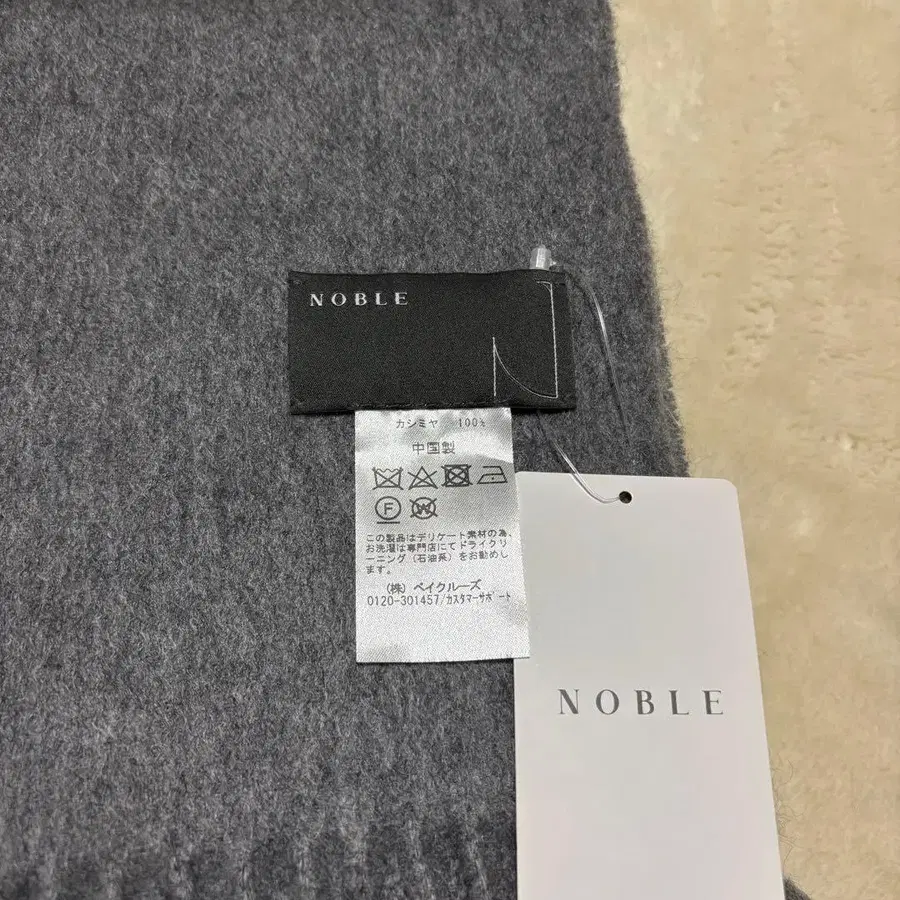 NOBLE
カシミヤ 100%
中国製
F W
この製品はデリケート素材の為、
お洗濯は専門店にてドライクリ
ーニング(石油系)をお勧めし
ます。
(株)ベイクルーズ
0120-301457/カスタマーサポート
NOBLE